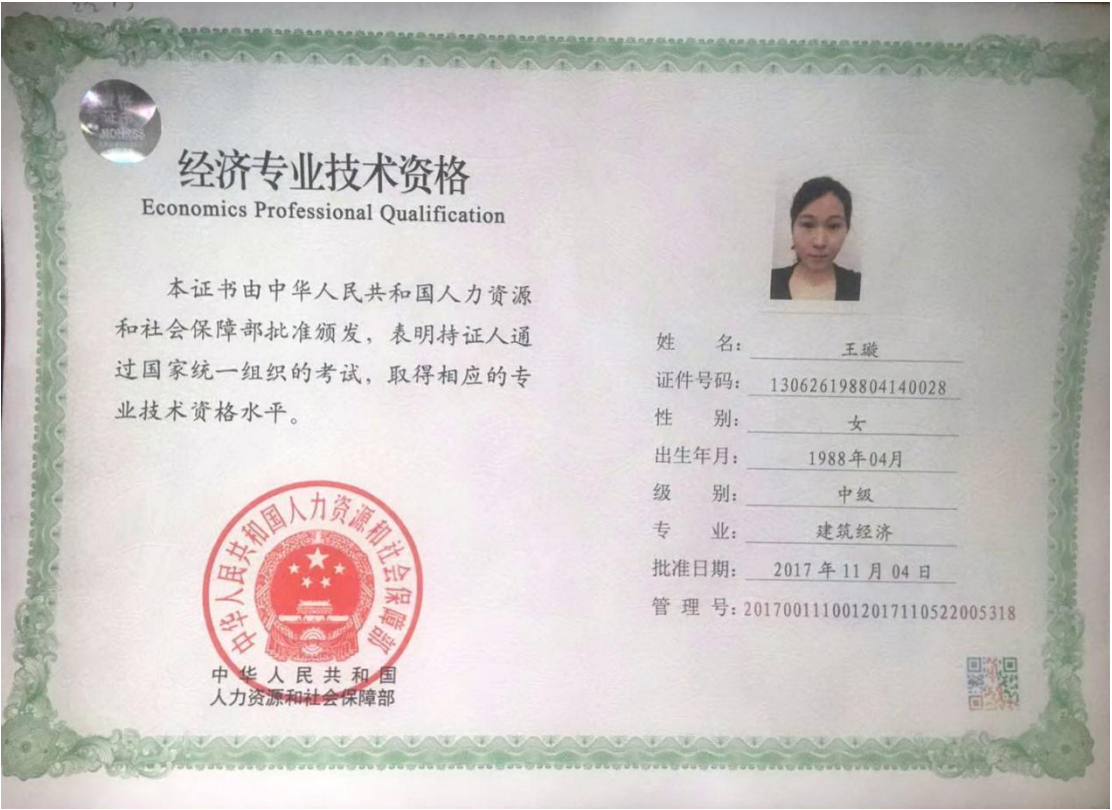 经济专业技术资格
Economics Professional Qualification
本证书由中华人民共和国人力资源
和社会保障部批准颁发，表明持证人通
过国家统一组织的考试，取得相应的专
业技术资格水平。
中华人民共和国人力资源和社会保障部
中华人民共和国
人力资源和社会保障部
姓名：王璇
证件号码：130626198804140028
性别：女
出生年月：1988年04月
级别：中级
专业：建筑经济
批准日期：2017年11月04日
管理号：2017001110012017110522005318